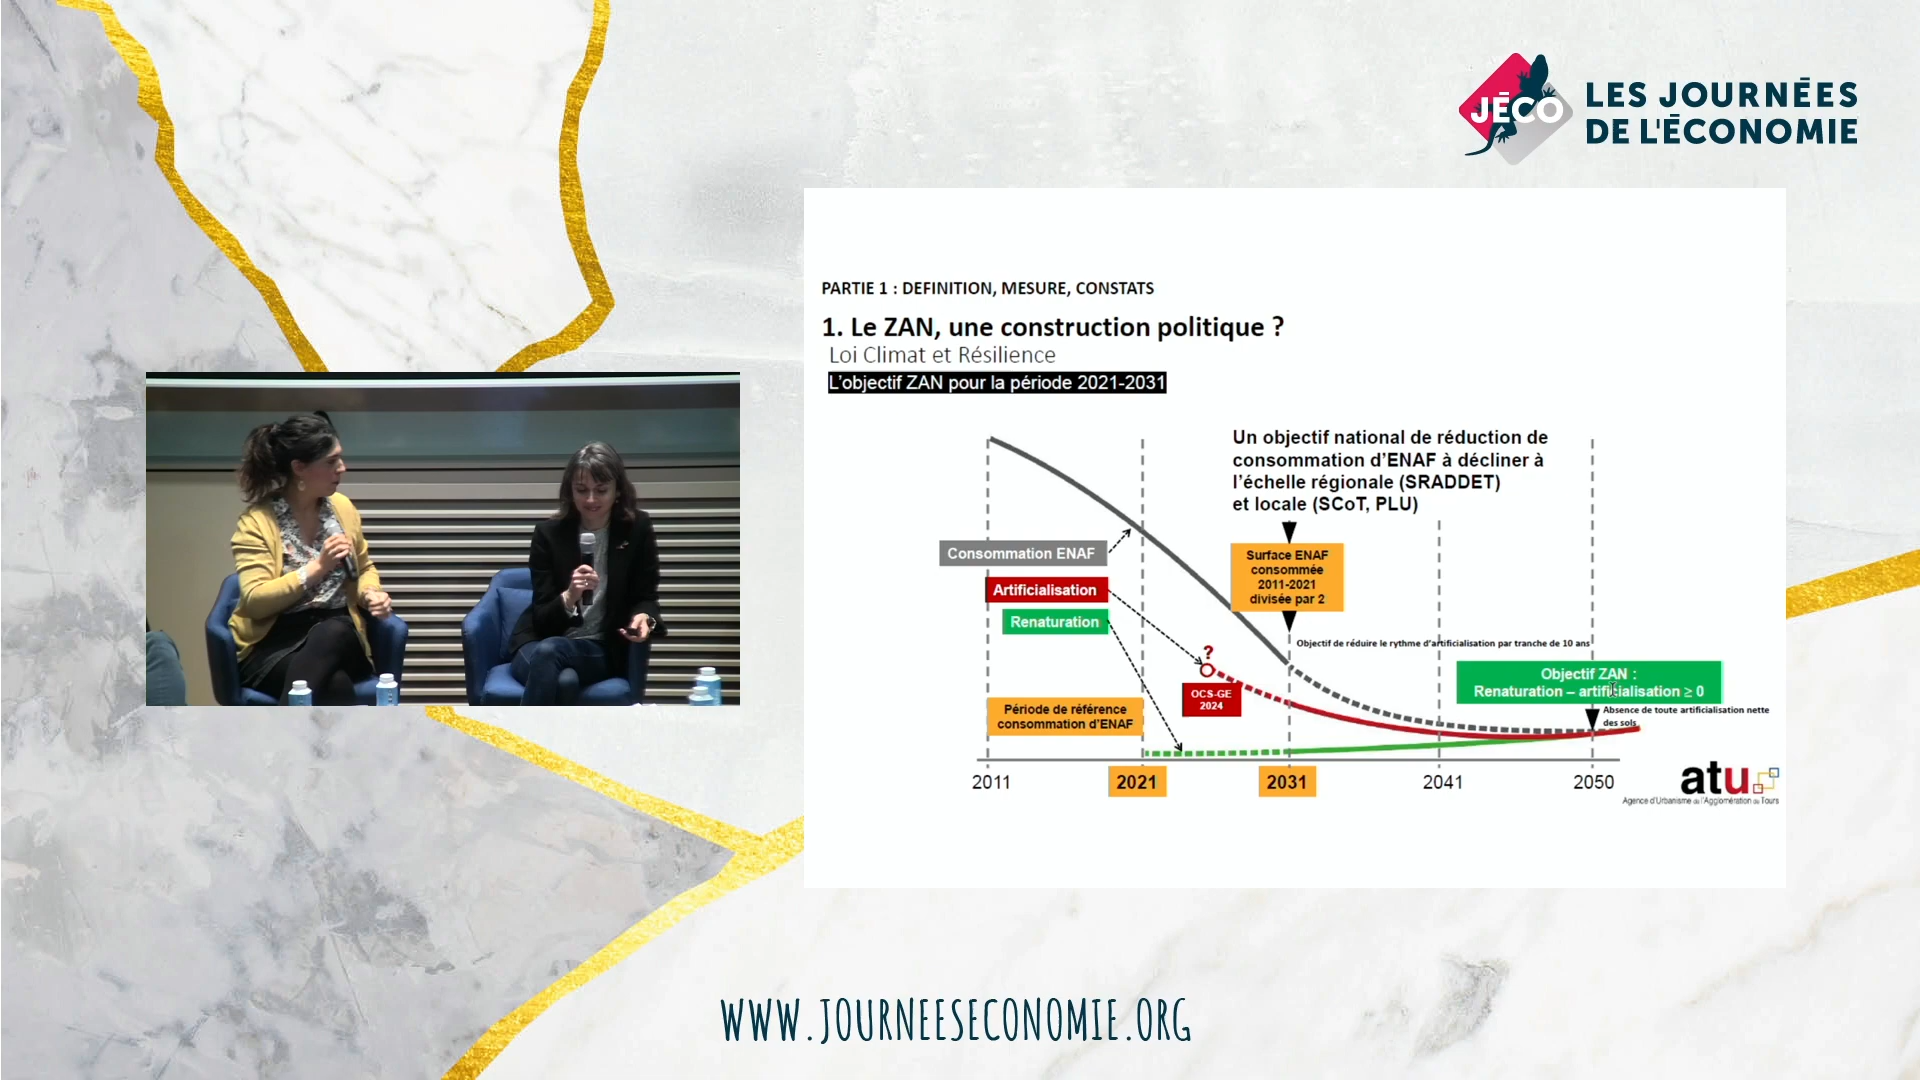 JÉCO
LES JOURNÉES
DE L'ÉCONOMIE
PARTIE 1 : DEFINITION, MESURE, CONSTATS
1. Le ZAN, une construction politique ?
Loi Climat et Résilience
L'objectif ZAN pour la période 2021-2031
Un objectif national de réduction de
consommation d'ENAF à décliner à
l'échelle régionale (SRADDET)
et locale (SCoT, PLU)
Consommation ENAF
Artificialisation
Renaturation
Surface ENAF
consommée
2011-2021
divisée par 2
Objectif de réduire le rythme d'artificialisation par tranche de 10 ans
?
OCS-GE
2024
Objectif ZAN :
Renaturation – artificialisation ≥ 0
Absence de toute artificialisation nette
des sols
Période de référence
consommation d'ENAF
2011
2021
2031
2041
2050
atu
Agence d'Urbanisme de l'Agglomération de Tours
WWW.JOURNEESECONOMIE.ORG